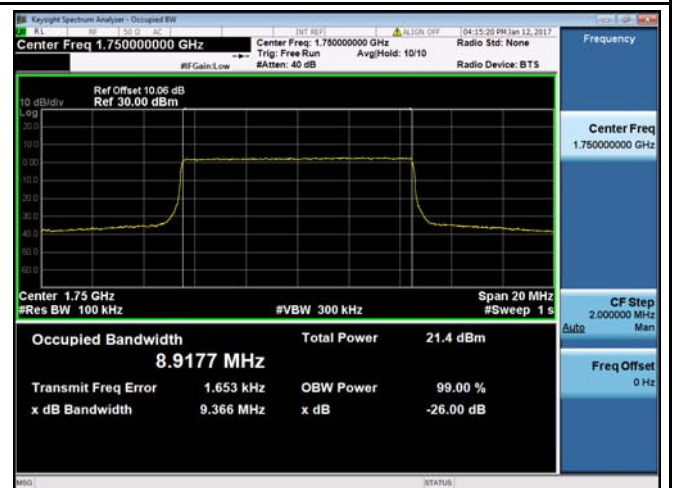 Keysight Spectrum Analyzer - Occupied BW
RL RF 50 Ω AC INT REF ALIGN OFF 04:15:20 PM Jan 12, 2017
Center Freq 1.750000000 GHz
Center Freq: 1.750000000 GHz
Radio Std: None
Trig: Free Run Avg|Hold: 10/10
#IFGain:Low #Atten: 40 dB Radio Device: BTS
Frequency
Ref Offset 10.06 dB
10 dB/div Ref 30.00 dBm
Log
20.0
10.0
0.00
10.0
20.0
30.0
40.0
50.0
60.0
Center 1.75 GHz Span 20 MHz
#Res BW 100 kHz #VBW 300 kHz #Sweep 1 s
Center Freq
1.750000000 GHz
CF Step
2.000000 MHz
Auto Man
Freq Offset
0 Hz
Occupied Bandwidth Total Power 21.4 dBm
8.9177 MHz
Transmit Freq Error 1.653 kHz OBW Power 99.00 %
x dB Bandwidth 9.366 MHz x dB -26.00 dB
MSG STATUS